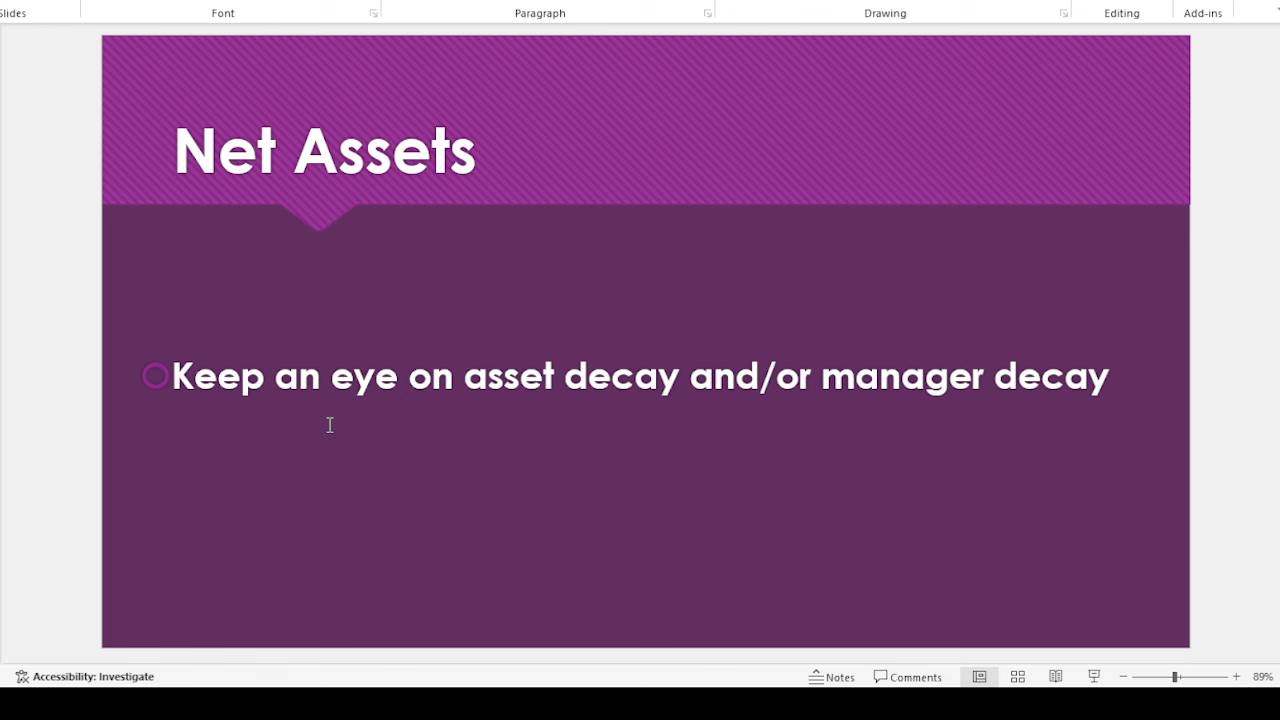 Slides Font Paragraph Drawing Editing Add-ins
Net Assets
Keep an eye on asset decay and/or manager decay
Accessibility: Investigate Notes Comments 89%